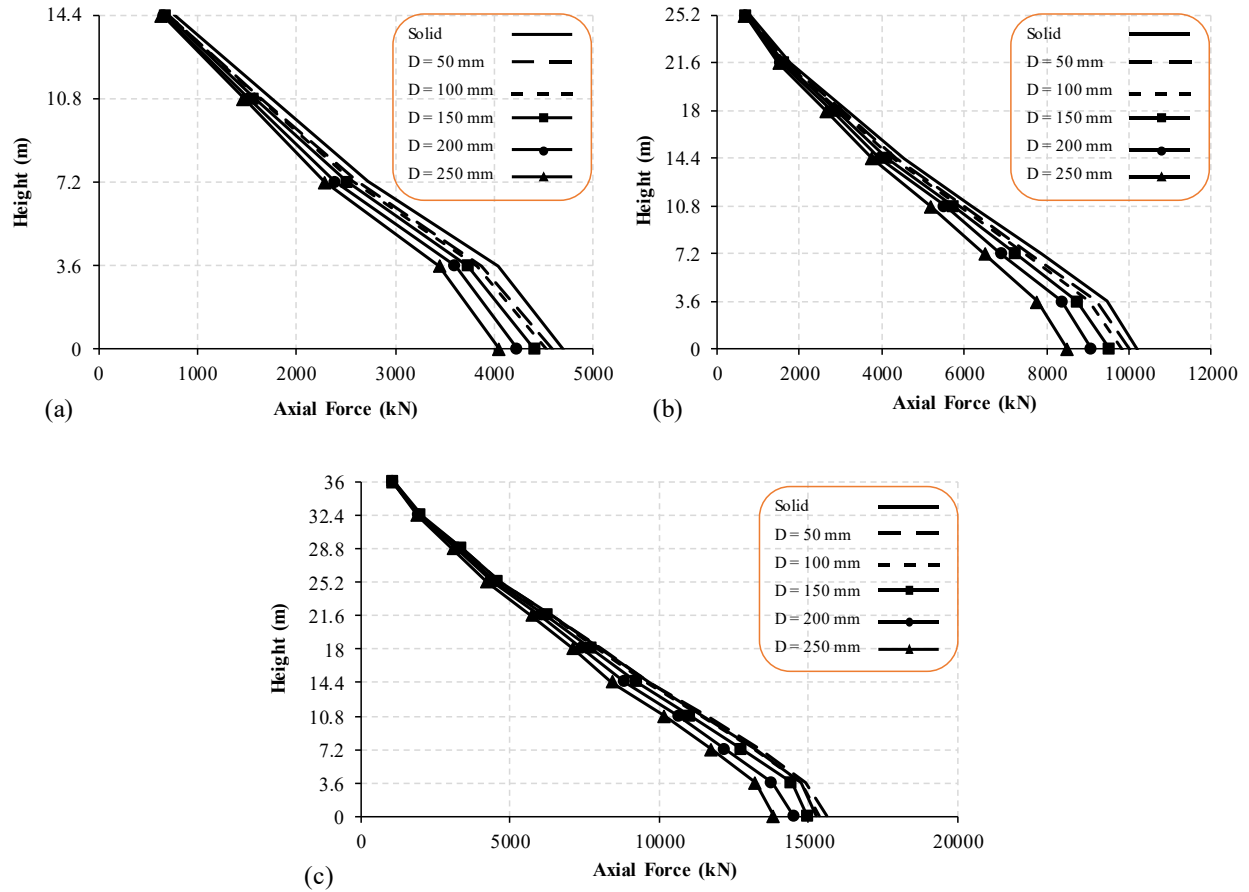 14.4
10.8
7.2
3.6
0
Height (m)
0 1000 2000 3000 4000 5000
Axial Force (kN)
Solid
D = 50 mm
D = 100 mm
D = 150 mm
D = 200 mm
D = 250 mm
(a)
25.2
21.6
18
14.4
10.8
7.2
3.6
0
Height (m)
0 2000 4000 6000 8000 10000 12000
Axial Force (kN)
Solid
D = 50 mm
D = 100 mm
D = 150 mm
D = 200 mm
D = 250 mm
(b)
36
32.4
28.8
25.2
21.6
18
14.4
10.8
7.2
3.6
0
Height (m)
0 5000 10000 15000 20000
Axial Force (kN)
Solid
D = 50 mm
D = 100 mm
D = 150 mm
D = 200 mm
D = 250 mm
(c)